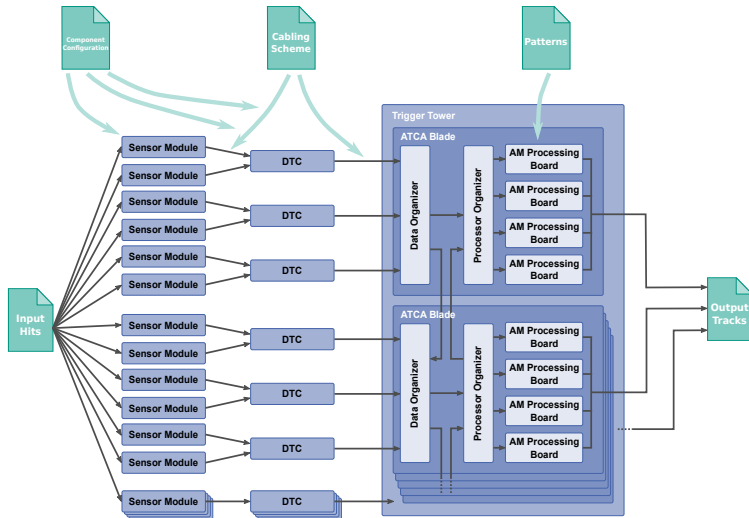 Component
Configuration
Cabling
Scheme
Patterns
Trigger Tower
ATCA Blade
Sensor Module
Sensor Module
Sensor Module
Sensor Module
Sensor Module
Sensor Module
DTC
DTC
DTC
Data Organizer
Processor Organizer
AM Processing
Board
AM Processing
Board
AM Processing
Board
AM Processing
Board
Input
Hits
Output
Tracks
ATCA Blade
Sensor Module
Sensor Module
Sensor Module
Sensor Module
Sensor Module
Sensor Module
DTC
DTC
DTC
Data Organizer
Processor Organizer
AM Processing
Board
AM Processing
Board
AM Processing
Board
AM Processing
Board
Sensor Module
DTC